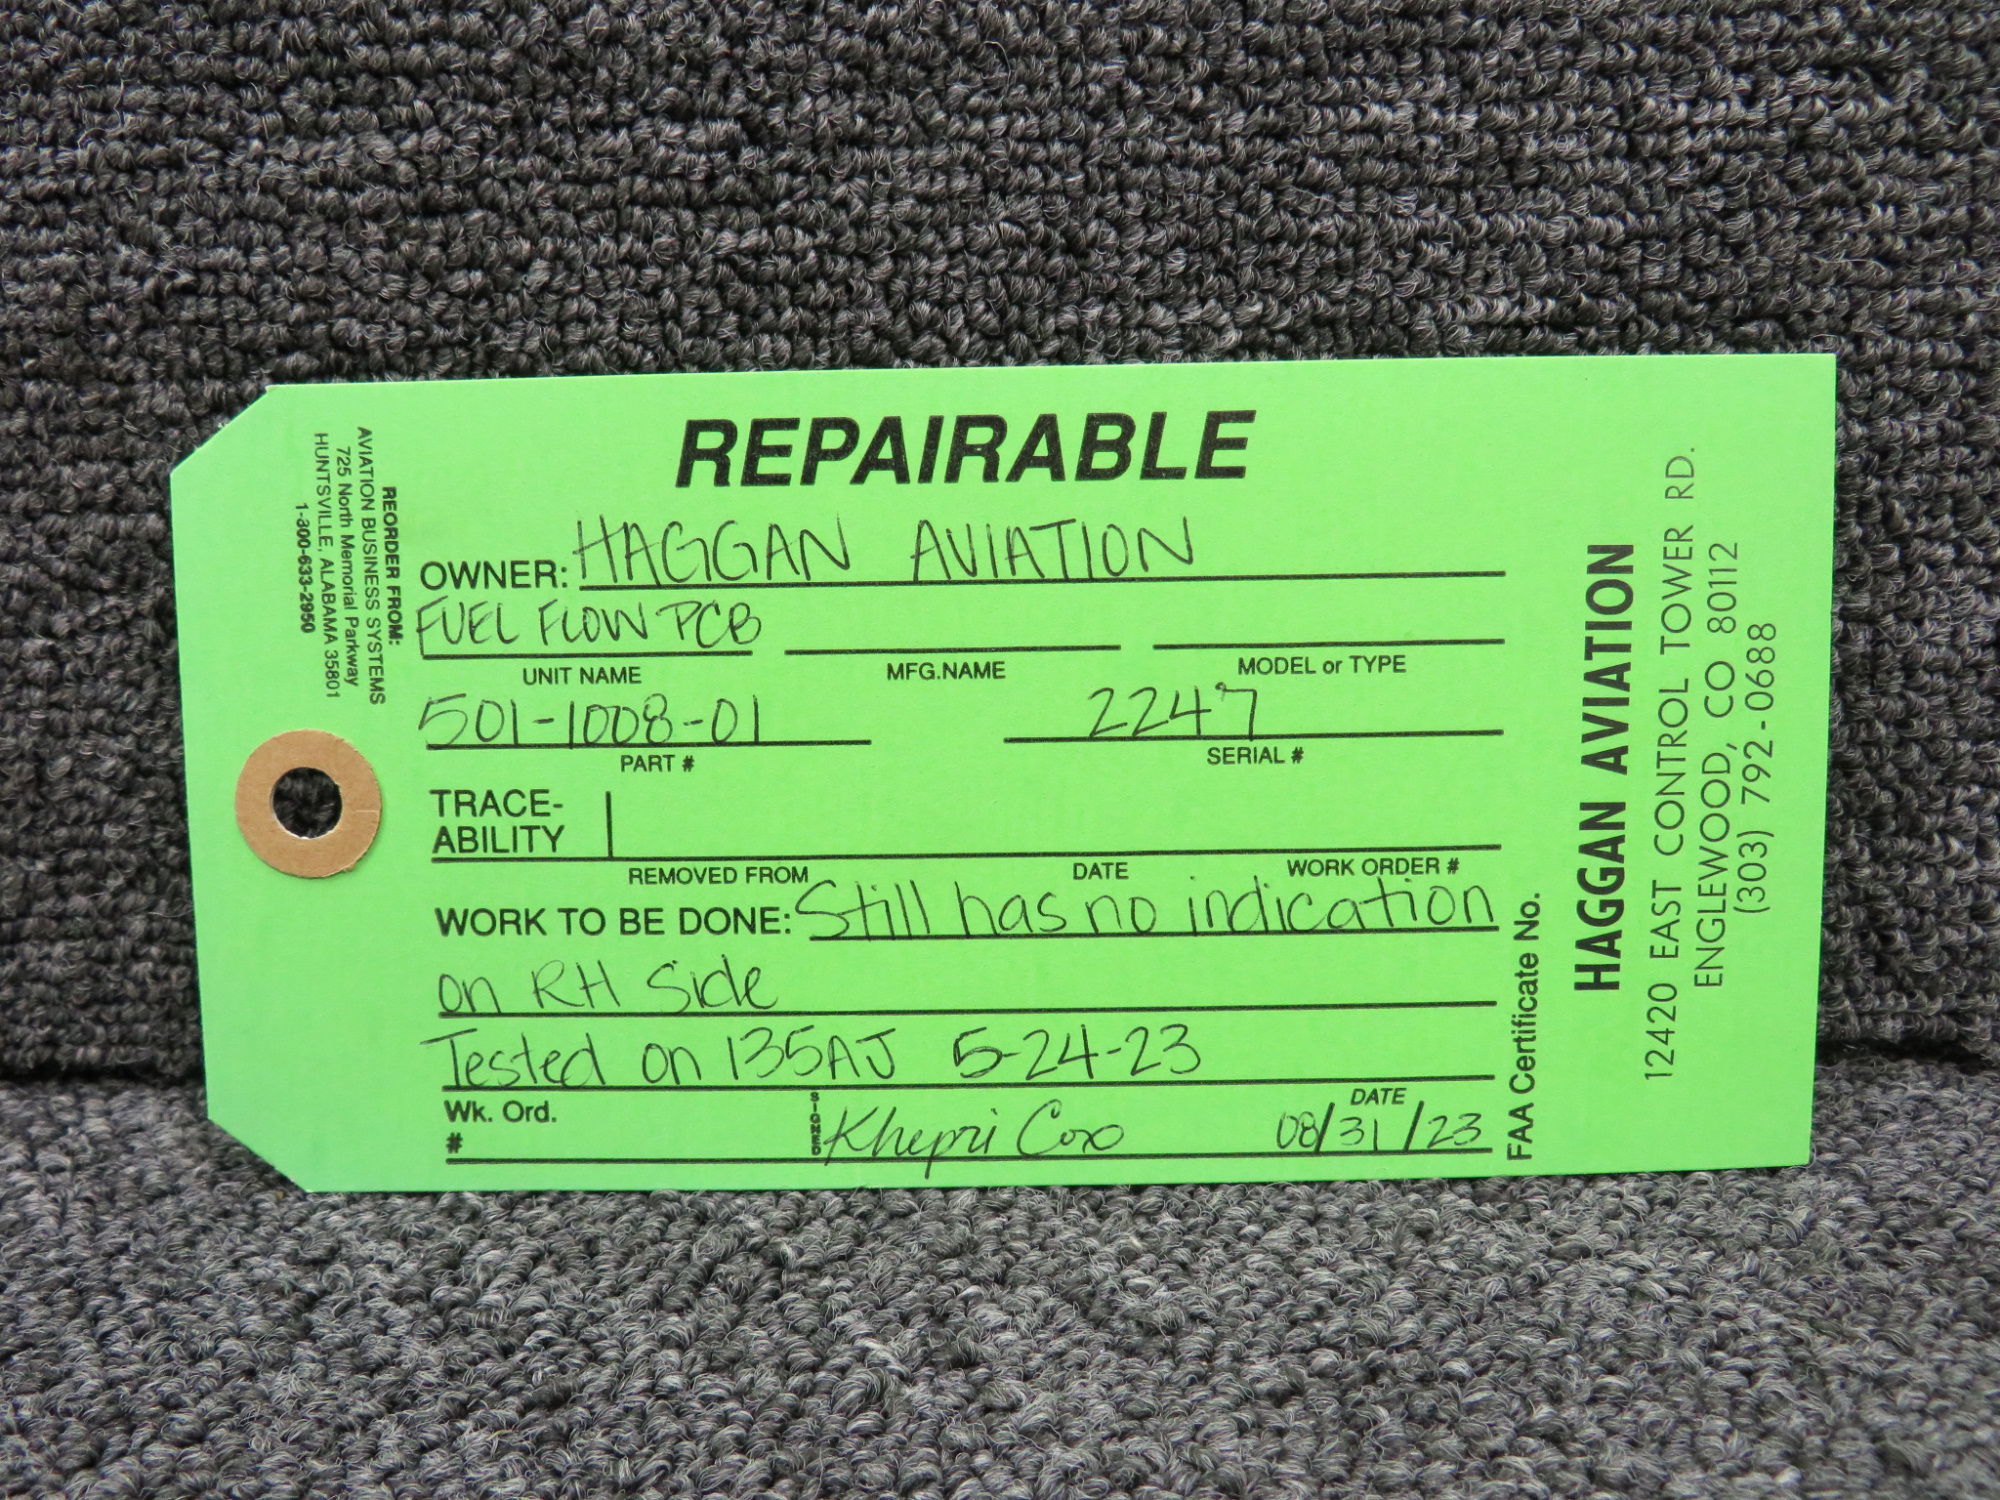 REPAIRABLE
OWNER: HAGGAN AVIATION
FUEL FLOW PCB
UNIT NAME MFG.NAME MODEL or TYPE
501-1008-01 2247
PART # SERIAL #
TRACE-
ABILITY
REMOVED FROM DATE WORK ORDER #
WORK TO BE DONE: Still has no indication
on RH Side
Tested on 135AJ 5-24-23
Wk. Ord. SIGNED DATE
# Khepri Cox 08/31/23
REORDER FROM:
AVIATION BUSINESS SYSTEMS
725 North Memorial Parkway
HUNTSVILLE, ALABAMA 35801
1-800-633-2950
FAA Certificate No.
HAGGAN AVIATION
12420 EAST CONTROL TOWER RD.
ENGLEWOOD, CO 80112
(303) 792-0688